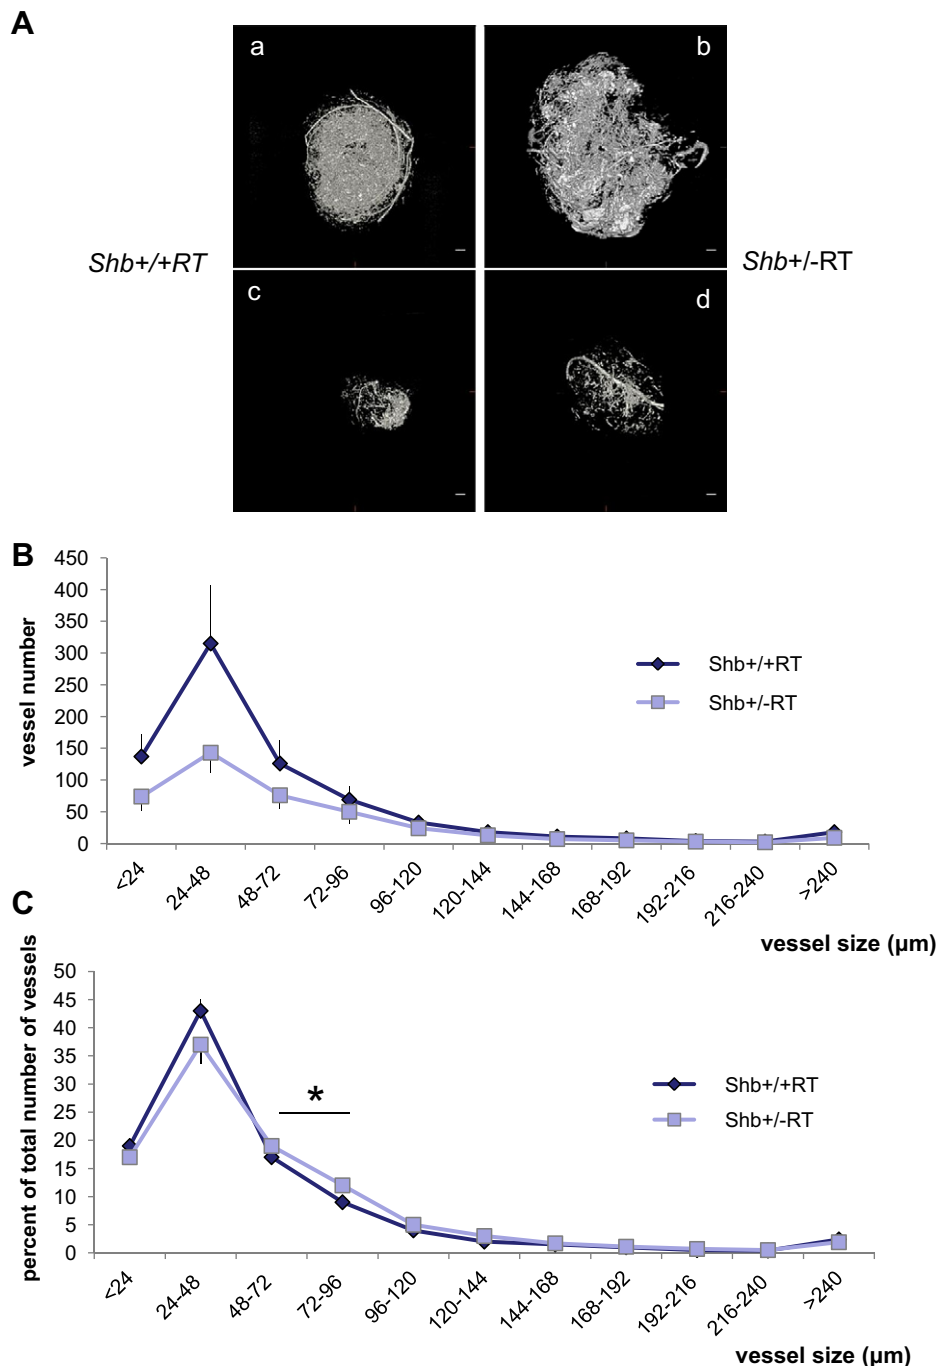 A
a
b
Shb+/+RT
Shb+/-RT
c
d
B
vessel number
450
400
350
300
250
200
150
100
50
0
Shb+/+RT
Shb+/-RT
<24
24-48
48-72
72-96
96-120
120-144
144-168
168-192
192-216
216-240
>240
vessel size (µm)
C
percent of total number of vessels
50
45
40
35
30
25
20
15
10
5
0
*
Shb+/+RT
Shb+/-RT
<24
24-48
48-72
72-96
96-120
120-144
144-168
168-192
192-216
216-240
>240
vessel size (µm)